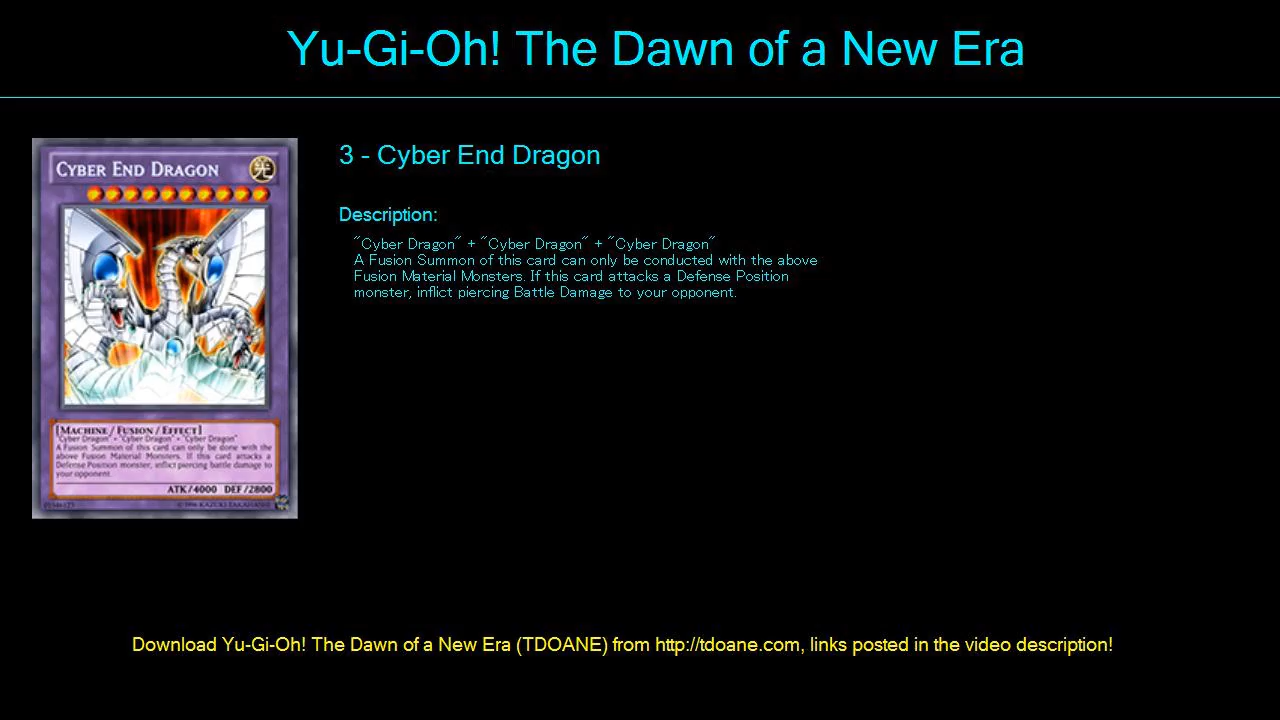 Yu-Gi-Oh! The Dawn of a New Era
CYBER END DRAGON
光
[MACHINE / FUSION / EFFECT]
"Cyber Dragon" + "Cyber Dragon" + "Cyber Dragon"
A Fusion Summon of this card can only be done with the
above Fusion Material Monsters. If this card attacks a
Defense Position monster, inflict piercing battle damage to
your opponent.
ATK/4000 DEF/2800
3 - Cyber End Dragon
Description:
"Cyber Dragon" + "Cyber Dragon" + "Cyber Dragon"
A Fusion Summon of this card can only be conducted with the above
Fusion Material Monsters. If this card attacks a Defense Position
monster, inflict piercing Battle Damage to your opponent.
Download Yu-Gi-Oh! The Dawn of a New Era (TDOANE) from http://tdoane.com, links posted in the video description!